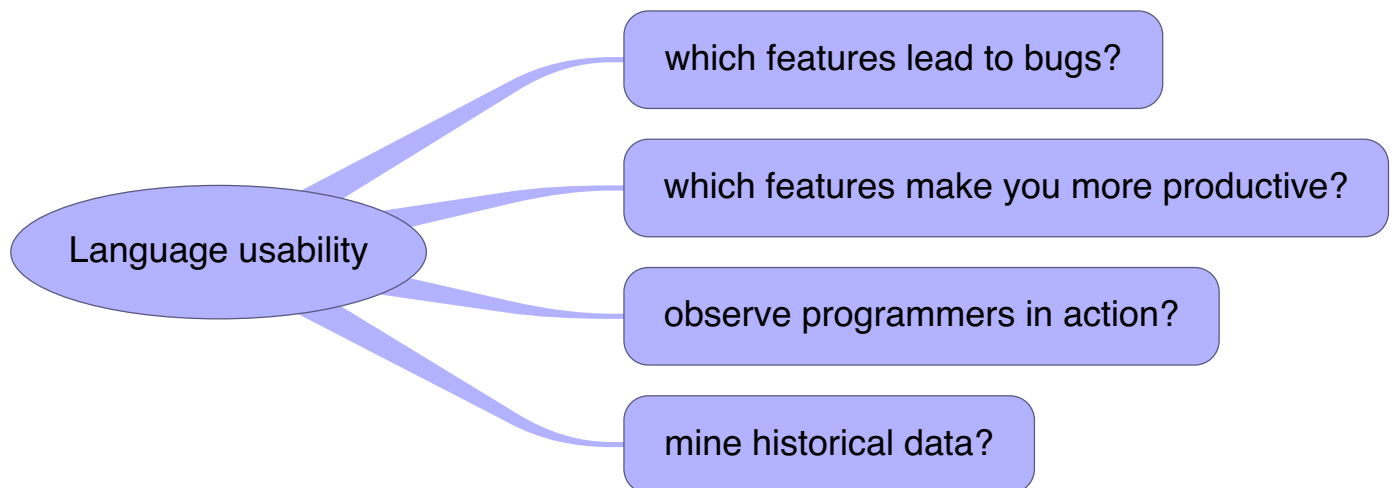 which features lead to bugs?
which features make you more productive?
Language usability
observe programmers in action?
mine historical data?